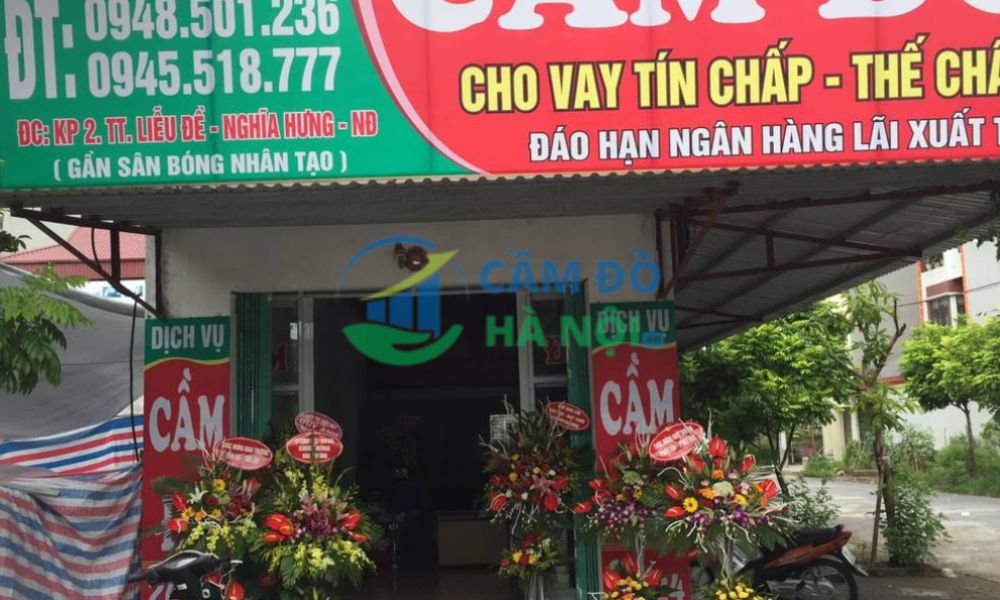 ĐT: 0948.501.236
0945.518.777
ĐC: KP 2. TT. LIỄU ĐỀ - NGHĨA HƯNG - NĐ
( GẦN SÂN BÓNG NHÂN TẠO )
CẦM Đ
CHO VAY TÍN CHẤP - THẾ CHẤ
ĐÁO HẠN NGÂN HÀNG LÃI XUẤT T
CẦM ĐỒ
HÀ NỘI
DỊCH VỤ
CẦM
DỊCH VỤ
CẦM
M
Đ